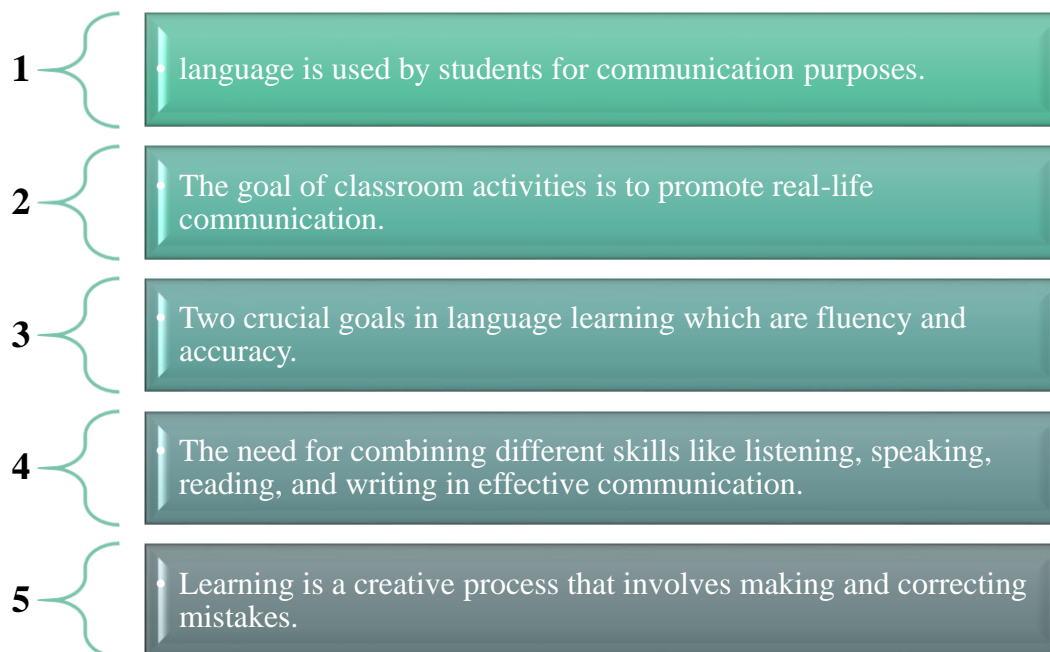 1
• language is used by students for communication purposes.
2
• The goal of classroom activities is to promote real-life
communication.
3
• Two crucial goals in language learning which are fluency and
accuracy.
4
• The need for combining different skills like listening, speaking,
reading, and writing in effective communication.
5
• Learning is a creative process that involves making and correcting
mistakes.